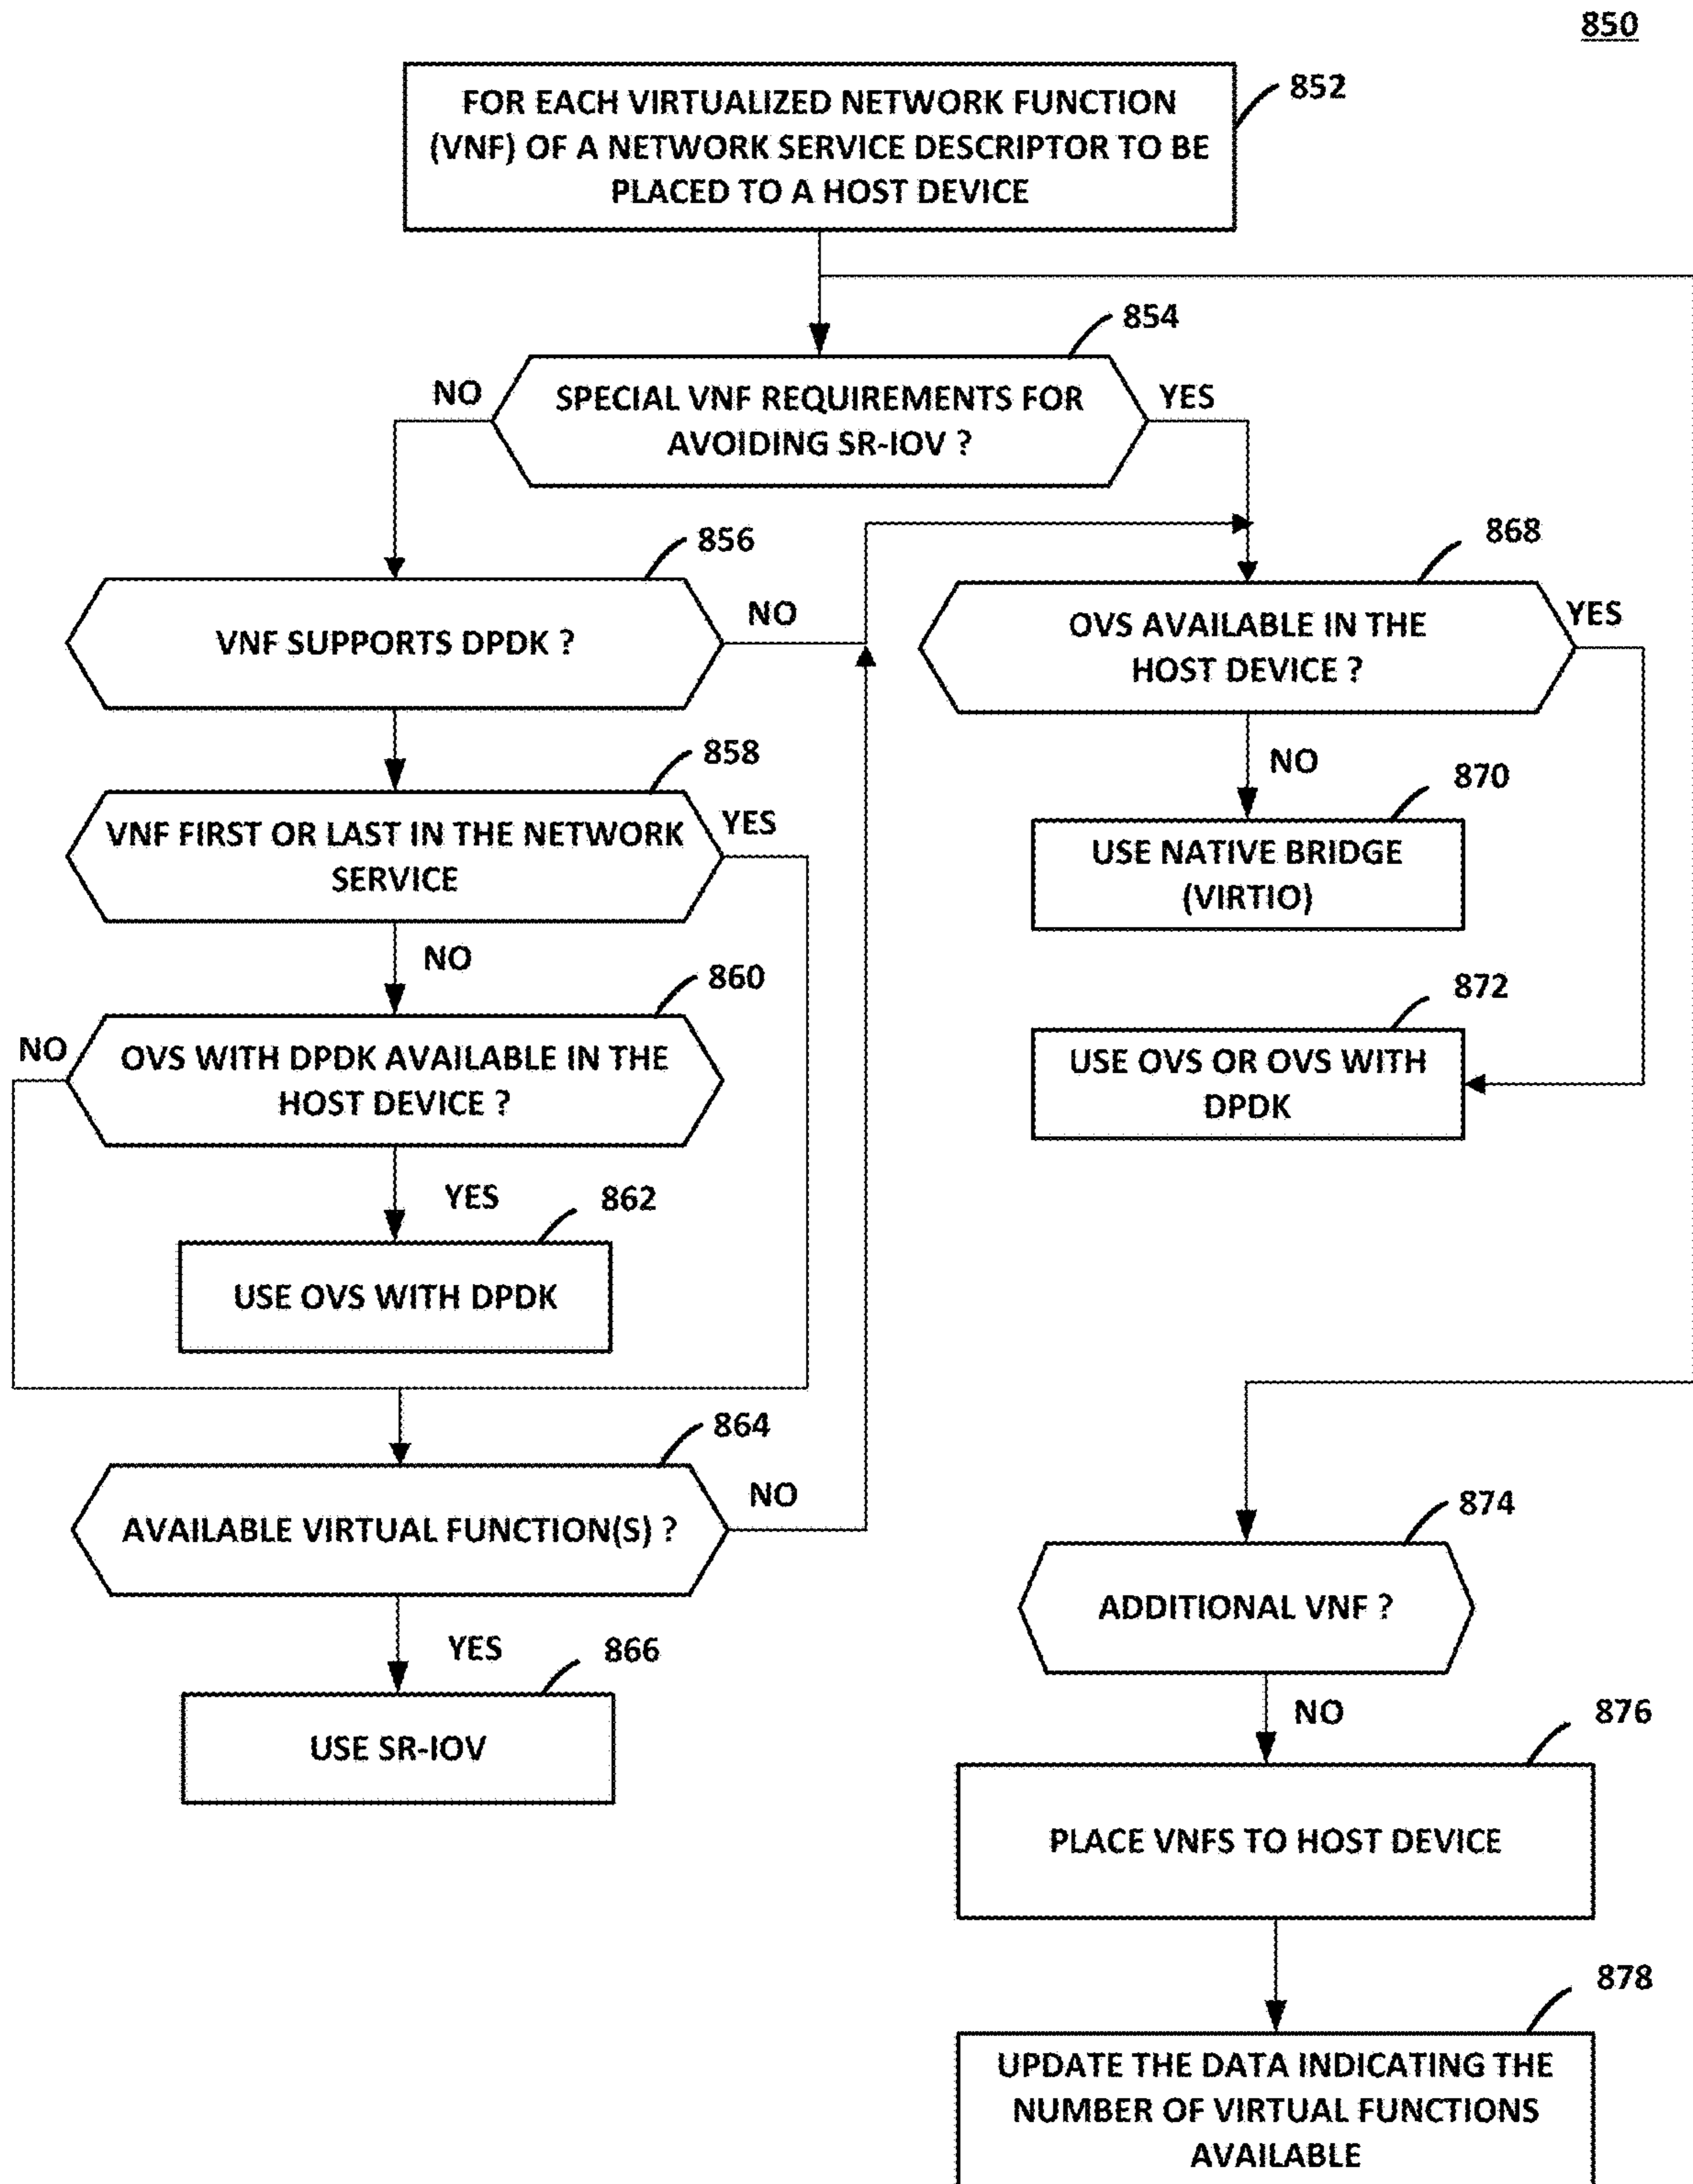 850
852
FOR EACH VIRTUALIZED NETWORK FUNCTION
(VNF) OF A NETWORK SERVICE DESCRIPTOR TO BE
PLACED TO A HOST DEVICE
854
NO
SPECIAL VNF REQUIREMENTS FOR
AVOIDING SR-IOV ?
YES
856
VNF SUPPORTS DPDK ?
NO
868
OVS AVAILABLE IN THE
HOST DEVICE ?
YES
858
VNF FIRST OR LAST IN THE NETWORK
SERVICE
YES
NO
NO
870
USE NATIVE BRIDGE
(VIRTIO)
860
NO
OVS WITH DPDK AVAILABLE IN THE
HOST DEVICE ?
872
USE OVS OR OVS WITH
DPDK
YES
862
USE OVS WITH DPDK
864
AVAILABLE VIRTUAL FUNCTION(S) ?
NO
YES
866
USE SR-IOV
874
ADDITIONAL VNF ?
NO
876
PLACE VNFS TO HOST DEVICE
878
UPDATE THE DATA INDICATING THE
NUMBER OF VIRTUAL FUNCTIONS
AVAILABLE